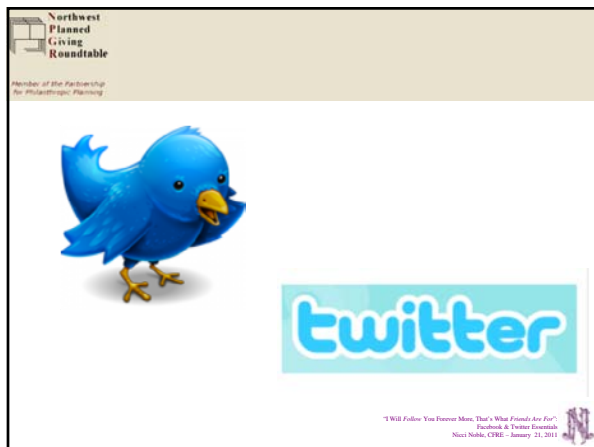 Northwest
Planned
Giving
Roundtable
Member of the Partnership
for Philanthropic Planning
twitter
"I Will Follow You Forever More, That's What Friends Are For":
Facebook & Twitter Essentials
Nicci Noble, CFRE – January 21, 2011
N